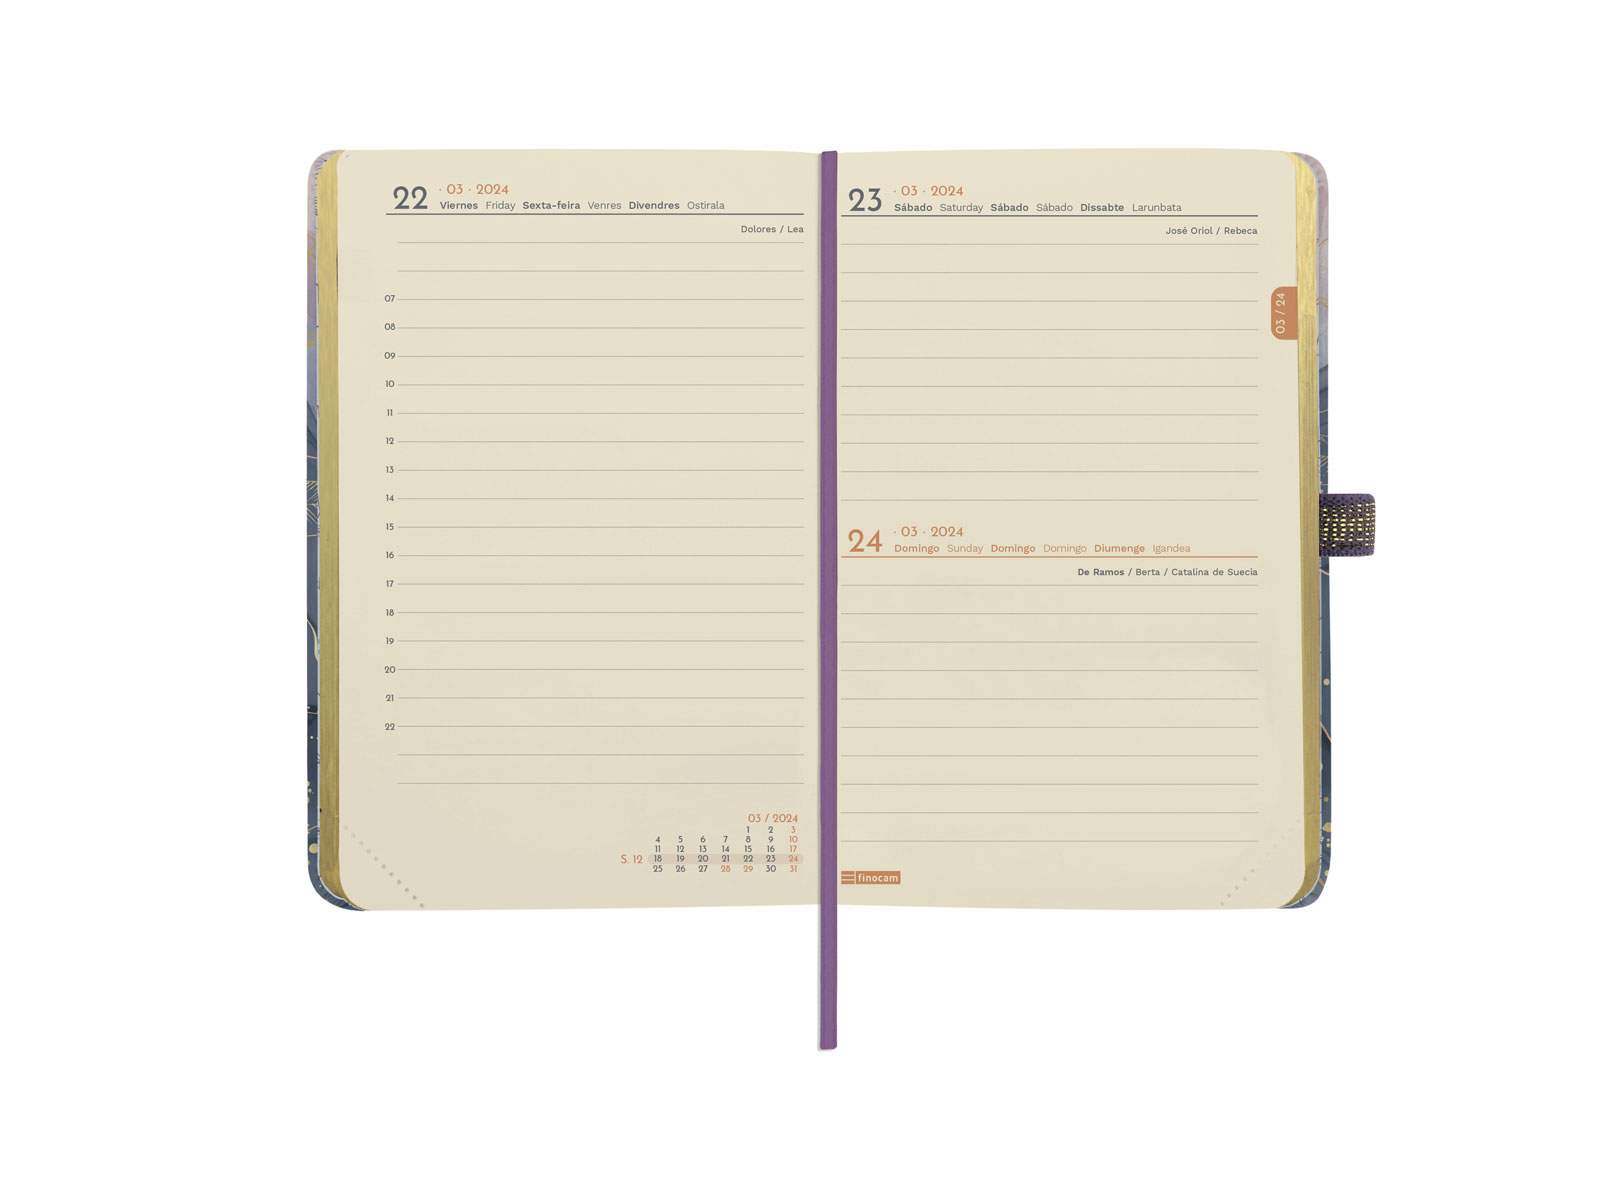 22 · 03 · 2024
Viernes Friday Sexta-feira Venres Divendres Ostirala
Dolores / Lea
07
08
09
10
11
12
13
14
15
16
17
18
19
20
21
22
03 / 2024
1 2 3
4 5 6 7 8 9 10
11 12 13 14 15 16 17
S. 12 18 19 20 21 22 23 24
25 26 27 28 29 30 31
23 · 03 · 2024
Sábado Saturday Sábado Sábado Dissabte Larunbata
José Oriol / Rebeca
03 / 24
24 · 03 · 2024
Domingo Sunday Domingo Domingo Diumenge Igandea
De Ramos / Berta / Catalina de Suecia
finocam